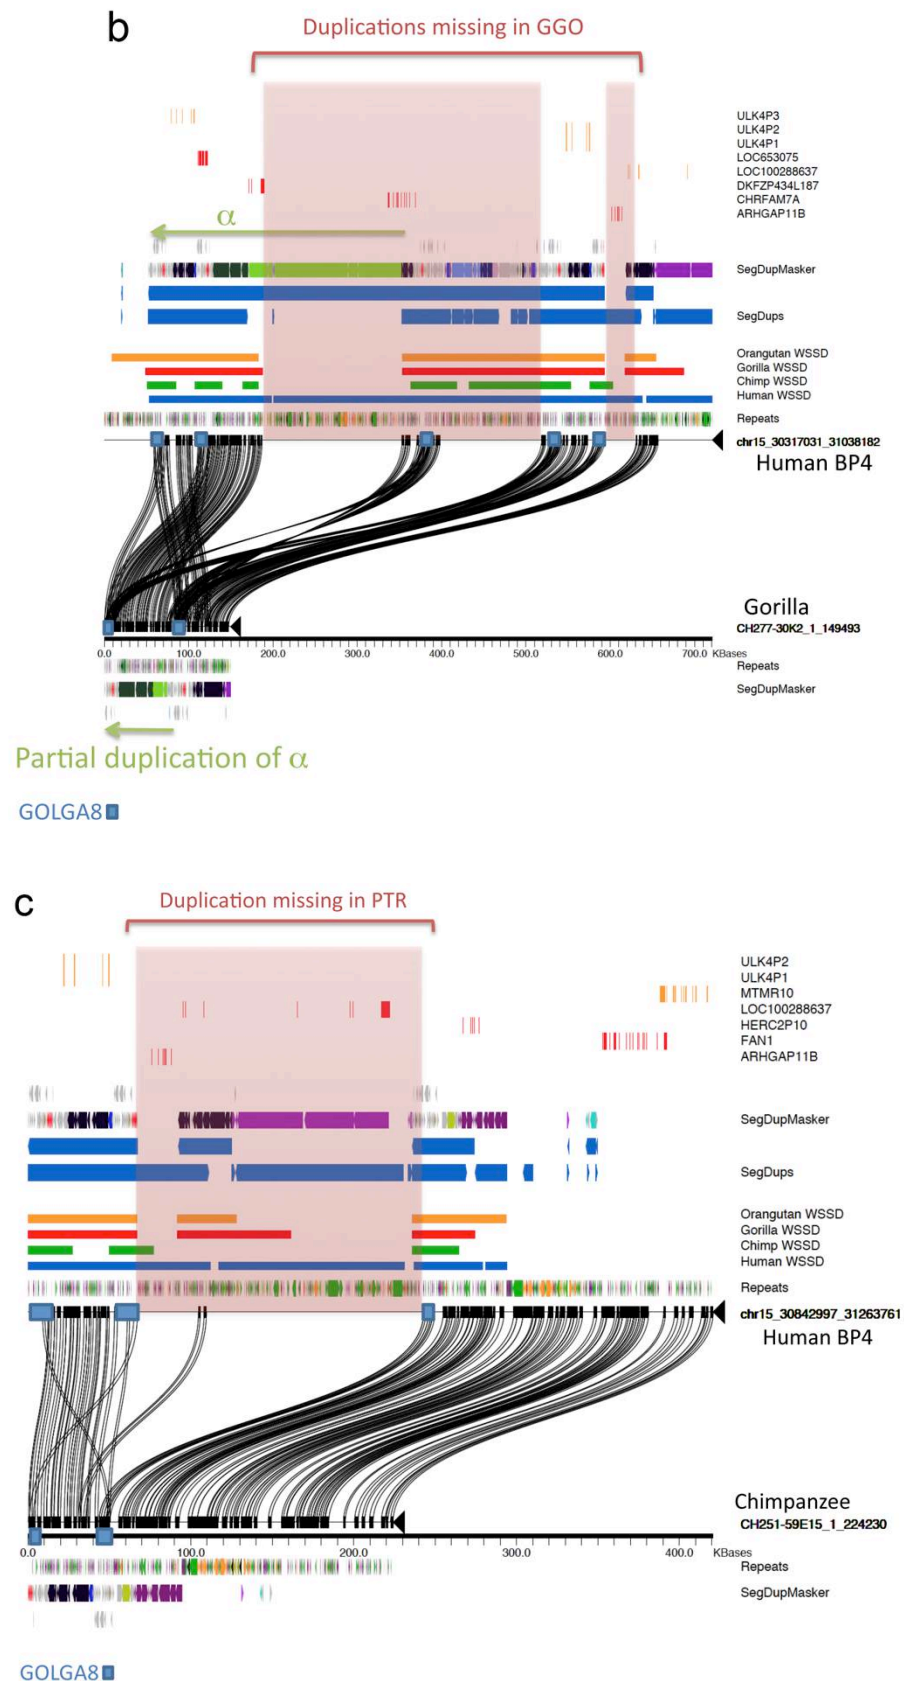 b
Duplications missing in GGO
ULK4P3
ULK4P2
ULK4P1
LOC653075
LOC100288637
DKFZP434L187
CHRFAM7A
ARHGAP11B
α
SegDupMasker
SegDups
Orangutan WSSD
Gorilla WSSD
Chimp WSSD
Human WSSD
Repeats
chr15_30317031_31038182
Human BP4
Gorilla
CH277-30K2_1_149493
0.0 100.0 200.0 300.0 400.0 500.0 600.0 700.0 KBases
Repeats
SegDupMasker
Partial duplication of α
GOLGA8
c
Duplication missing in PTR
ULK4P2
ULK4P1
MTMR10
LOC100288637
HERC2P10
FAN1
ARHGAP11B
SegDupMasker
SegDups
Orangutan WSSD
Gorilla WSSD
Chimp WSSD
Human WSSD
Repeats
chr15_30842997_31263761
Human BP4
Chimpanzee
CH251-59E15_1_224230
0.0 100.0 200.0 300.0 400.0 KBases
Repeats
SegDupMasker
GOLGA8